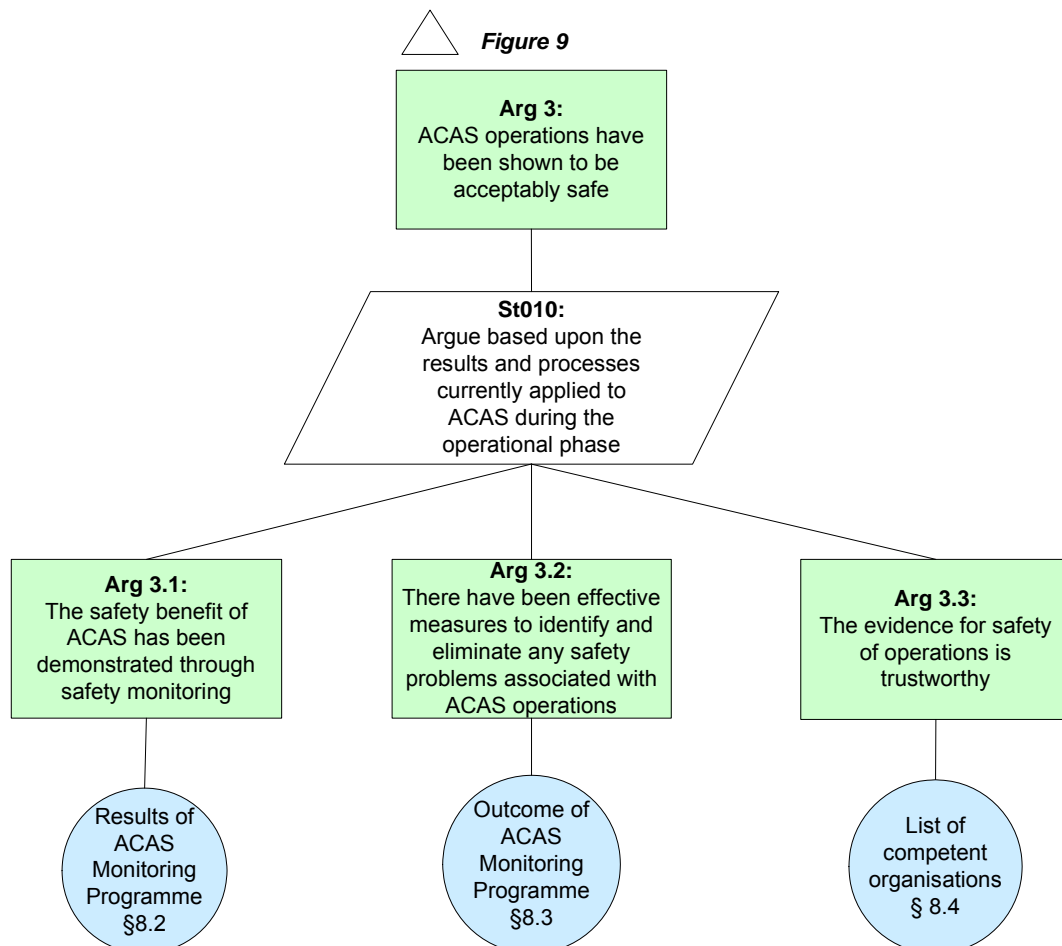 Figure 9
Arg 3:
ACAS operations have
been shown to be
acceptably safe
St010:
Argue based upon the
results and processes
currently applied to
ACAS during the
operational phase
Arg 3.1:
The safety benefit of
ACAS has been
demonstrated through
safety monitoring
Arg 3.2:
There have been effective
measures to identify and
eliminate any safety
problems associated with
ACAS operations
Arg 3.3:
The evidence for safety
of operations is
trustworthy
Results of
ACAS
Monitoring
Programme
§8.2
Outcome of
ACAS
Monitoring
Programme
§8.3
List of
competent
organisations
§ 8.4